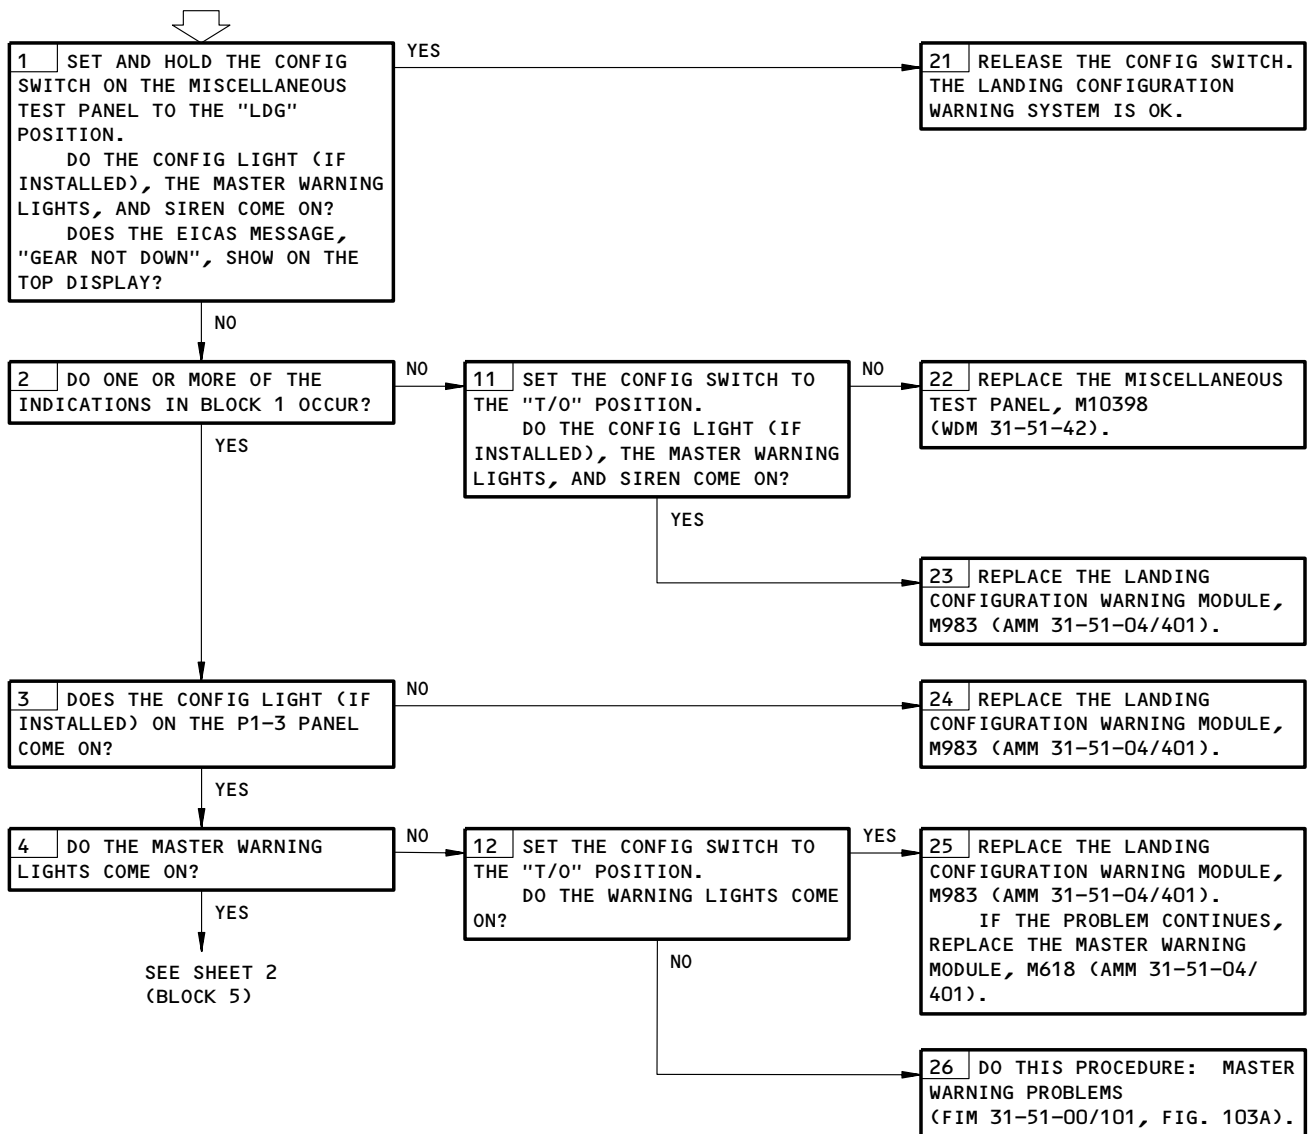 1 SET AND HOLD THE CONFIG
SWITCH ON THE MISCELLANEOUS
TEST PANEL TO THE "LDG"
POSITION.
DO THE CONFIG LIGHT (IF
INSTALLED), THE MASTER WARNING
LIGHTS, AND SIREN COME ON?
DOES THE EICAS MESSAGE,
"GEAR NOT DOWN", SHOW ON THE
TOP DISPLAY?
YES
21 RELEASE THE CONFIG SWITCH.
THE LANDING CONFIGURATION
WARNING SYSTEM IS OK.
NO
2 DO ONE OR MORE OF THE
INDICATIONS IN BLOCK 1 OCCUR?
NO
11 SET THE CONFIG SWITCH TO
THE "T/O" POSITION.
DO THE CONFIG LIGHT (IF
INSTALLED), THE MASTER WARNING
LIGHTS, AND SIREN COME ON?
NO
22 REPLACE THE MISCELLANEOUS
TEST PANEL, M10398
(WDM 31-51-42).
YES
YES
23 REPLACE THE LANDING
CONFIGURATION WARNING MODULE,
M983 (AMM 31-51-04/401).
3 DOES THE CONFIG LIGHT (IF
INSTALLED) ON THE P1-3 PANEL
COME ON?
NO
24 REPLACE THE LANDING
CONFIGURATION WARNING MODULE,
M983 (AMM 31-51-04/401).
YES
4 DO THE MASTER WARNING
LIGHTS COME ON?
NO
12 SET THE CONFIG SWITCH TO
THE "T/O" POSITION.
DO THE WARNING LIGHTS COME
ON?
YES
25 REPLACE THE LANDING
CONFIGURATION WARNING MODULE,
M983 (AMM 31-51-04/401).
IF THE PROBLEM CONTINUES,
REPLACE THE MASTER WARNING
MODULE, M618 (AMM 31-51-04/
401).
YES
SEE SHEET 2
(BLOCK 5)
NO
26 DO THIS PROCEDURE: MASTER
WARNING PROBLEMS
(FIM 31-51-00/101, FIG. 103A).